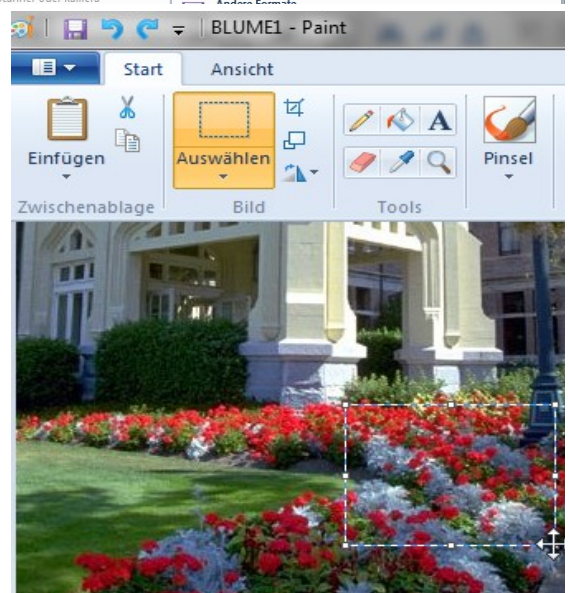 Andere Formate
BLUME1 - Paint
Start Ansicht
Einfügen Auswählen A Pinsel
Zwischenablage Bild Tools